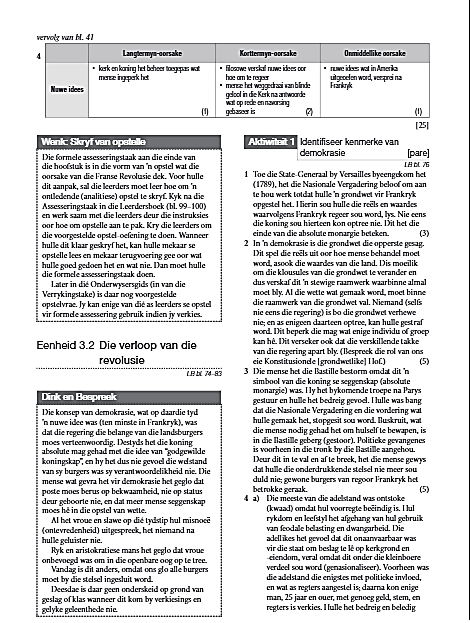 vervolg van bl. 41
4
Langtermyn-oorsake
Korttermyn-oorsake
Onmiddellike oorsake
Nuwe idees
• kerk en koning het beheer toegepas wat
mense ingeperk het
(1)
• filosowe verskaf nuwe idees oor
hoe om te regeer
• mense het weggedraai van blinde
geloof in die Kerk na antwoorde
wat op rede en navorsing
gebaseer is (2)
• nuwe idees wat in Amerika
uitgeoefen word, versprei na
Frankryk
(1)
[25]
Wenk: Skryf van opstelle
Die formele assesseringstaak aan die einde van
die hoofstuk is in die vorm van 'n opstel wat die
oorsake van die Franse Revolusie dek. Voor hulle
dit aanpak, sal die leerders moet leer hoe om 'n
ontledende (analitiese) opstel te skryf. Kyk na die
Assesseringstaak in die Leerdersboek (bl. 99–100)
en werk saam met die leerders deur die instruksies
oor hoe om opstelle aan te pak. Kry die leerders om
die voorgestelde opstel-oefening te doen. Wanneer
hulle dit klaar geskryf het, kan hulle mekaar se
opstelle lees en mekaar terugvoering gee oor wat
hulle goed gedoen het en wat nie. Dan moet hulle
die formele assesseringstaak doen.
Later in dié Onderwysersgids (in van die
Verrykingstake) is daar nog voorgestelde
opstelvrae. Jy kan enige van dié as leerders se opstel
vir formele assessering gebruik indien jy verkies.
Eenheid 3.2 Die verloop van die
revolusie
LB bl. 74–83
Dink en Bespreek
Die konsep van demokrasie, wat op daardie tyd
'n nuwe idee was (ten minste in Frankryk), was
dat die regering die belange van die landsburgers
moes verteenwoordig. Destyds het die koning
absolute mag gehad met die idee van "godgewilde
koningskap", en hy het dus nie gevoel die welstand
van sy burgers was sy verantwoordelikheid nie. Die
mense wat gevra het vir demokrasie het geglo dat
poste moes berus op bekwaamheid, nie op status
deur geboorte nie, en dat meer mense seggenskap
moes hê in die opstel van wette.
Al het vroue en slawe op dié tydstip hul misnoeë
(ontevredenheid) uitgespreek, het niemand na
hulle geluister nie.
Ryk en aristokratiese mans het geglo dat vroue
onbevoegd was om in die openbare oog op te tree.
Vandag is dit anders, omdat ons glo alle burgers
moet by die stelsel ingesluit word.
Deesdae is daar geen onderskeid op grond van
geslag of klas wanneer dit kom by verkiesings en
gelyke geleenthede nie.
Aktiwiteit 1 Identifiseer kenmerke van
demokrasie [pare]
LB bl. 76
1 Toe die State-Generaal by Versailles byeengekom het
(1789), het die Nasionale Vergadering beloof om aan
te hou werk totdat hulle 'n grondwet vir Frankryk
opgestel het. Hierin sou hulle die reëls en waardes
waarvolgens Frankryk regeer sou word, lys. Nie eens
die koning sou hierteen kon optree nie. Dit het die
einde van die absolute monargie beteken. (3)
2 In 'n demokrasie is die grondwet die opperste gesag.
Dit spel die reëls uit oor hoe mense behandel moet
word, asook die waardes van die land. Dis moeilik
om die klousules van die grondwet te verander en
dus verskaf dit 'n stewige raamwerk waarbinne almal
moet bly. Al die wette wat gemaak word, moet binne
die raamwerk van die grondwet val. Niemand (selfs
nie eens die regering) is bo die grondwet verhewe
nie; en as enigeen daarteen optree, kan hulle gestraf
word. Dit beperk die mag wat enige individu of groep
kan hê. Dit verseker ook dat die verskillende takke
van die regering apart bly. (Bespreek die rol van ons
eie Konstitusionele [grondwetlike] Hof.) (5)
3 Die mense het die Bastille bestorm omdat dit 'n
simbool van die koning se seggenskap (absolute
monargie) was. Hy het bykomende troepe na Parys
gestuur en hulle het bedreig gevoel. Hulle was bang
dat die Nasionale Vergadering en die vordering wat
hulle gemaak het, stopgesit sou word. Buskruit, wat
die mense nodig gehad het om hulself te bewapen, is
in die Bastille geberg (gestoor). Politieke gevangenes
is voorheen in die tronk by die Bastille aangehou.
Deur dit in te val en af te breek, het die mense gewys
dat hulle die onderdrukkende stelsel nie meer sou
duld nie; gewone burgers van regoor Frankryk het
betrokke geraak. (5)
4 a) Die meeste van die adelstand was ontstoke
(kwaad) omdat hul voorregte beëindig is. Hul
rykdom en leefstyl het afgehang van hul gebruik
van feodale belasting en dwangarbeid. Die
adellikes het gevoel dat dit onaanvaarbaar was
vir die staat om beslag te lê op kerkgrond en
-eiendom, veral omdat dit onder die kleinboere
verdeel sou word (genasionaliseer). Voorheen was
die adelstand die enigstes met politieke invloed,
en wat as regters aangestel is; daarna kon enige
man, 25 jaar en ouer, met genoeg geld, stem, en
regters is verkies. Hulle het bedreig en beledig